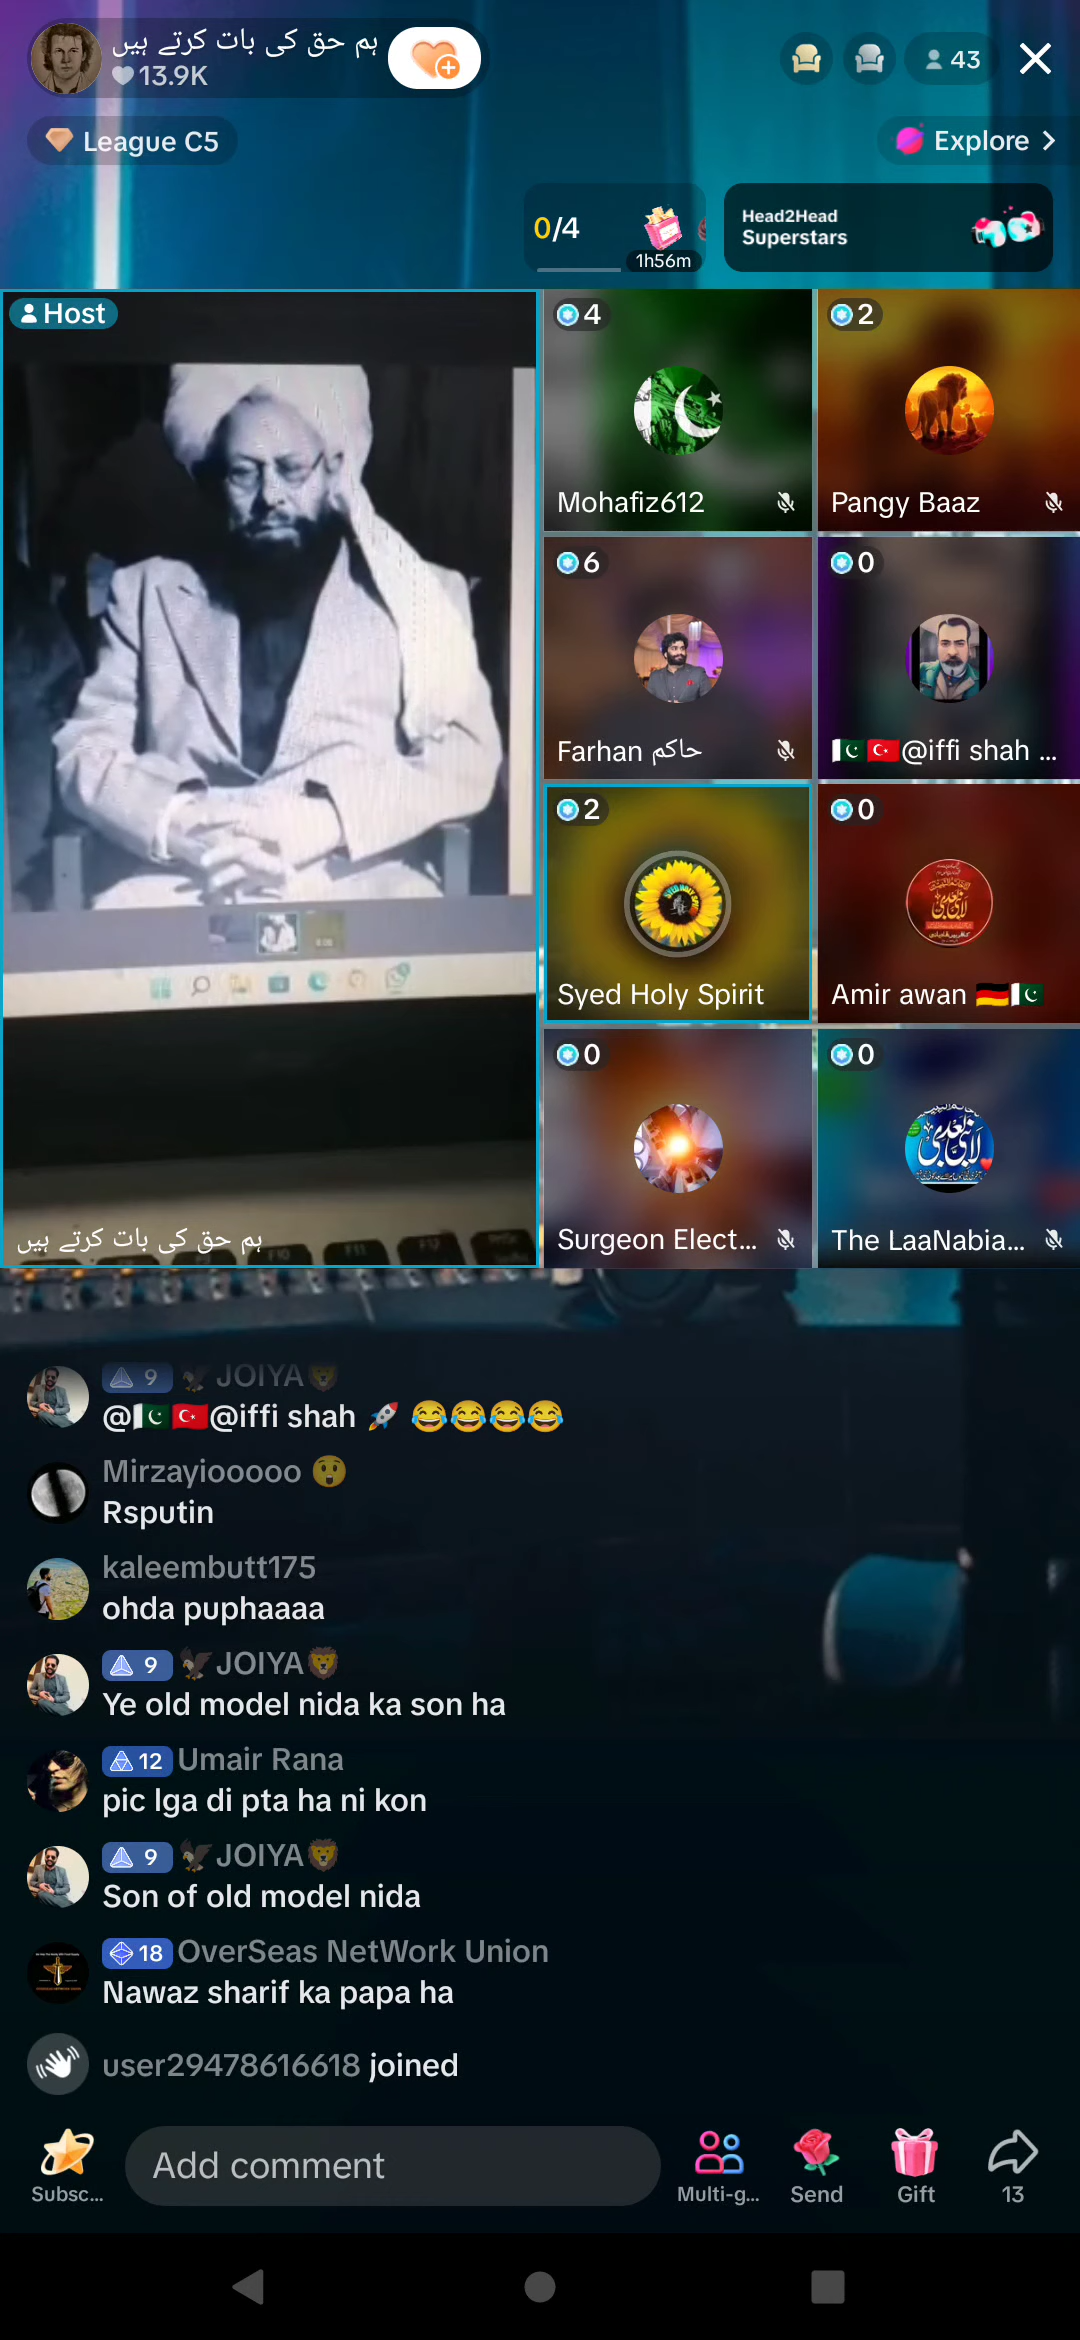 ہم حق کی بات کرتے ہیں
13.9K
43
League C5
Explore
0/4
1h56m
Head2Head
Superstars
Host
4
2
Mohafiz612
Pangy Baaz
6
0
Farhan حاکم
@iffi shah ...
2
0
Syed Holy Spirit
Amir awan
0
0
ہم حق کی بات کرتے ہیں
Surgeon Elect...
The LaaNabia...
9 JOIYA
@@iffi shah
Mirzayiooooo
Rsputin
kaleembutt175
ohda puphaaaa
9 JOIYA
Ye old model nida ka son ha
12 Umair Rana
pic lga di pta ha ni kon
9 JOIYA
Son of old model nida
18 OverSeas NetWork Union
Nawaz sharif ka papa ha
user29478616618 joined
Add comment
Subsc...
Multi-g...
Send
Gift
13